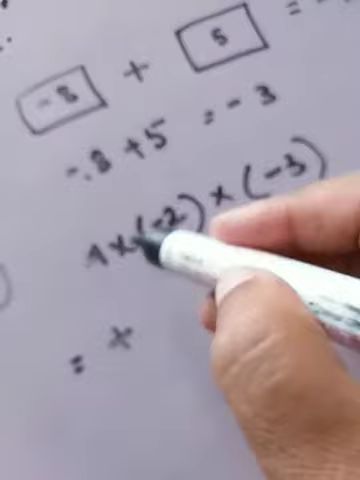 -8 + 5 = -
-8 + 5 = - 3
1 x (-2) x (-3)
= +